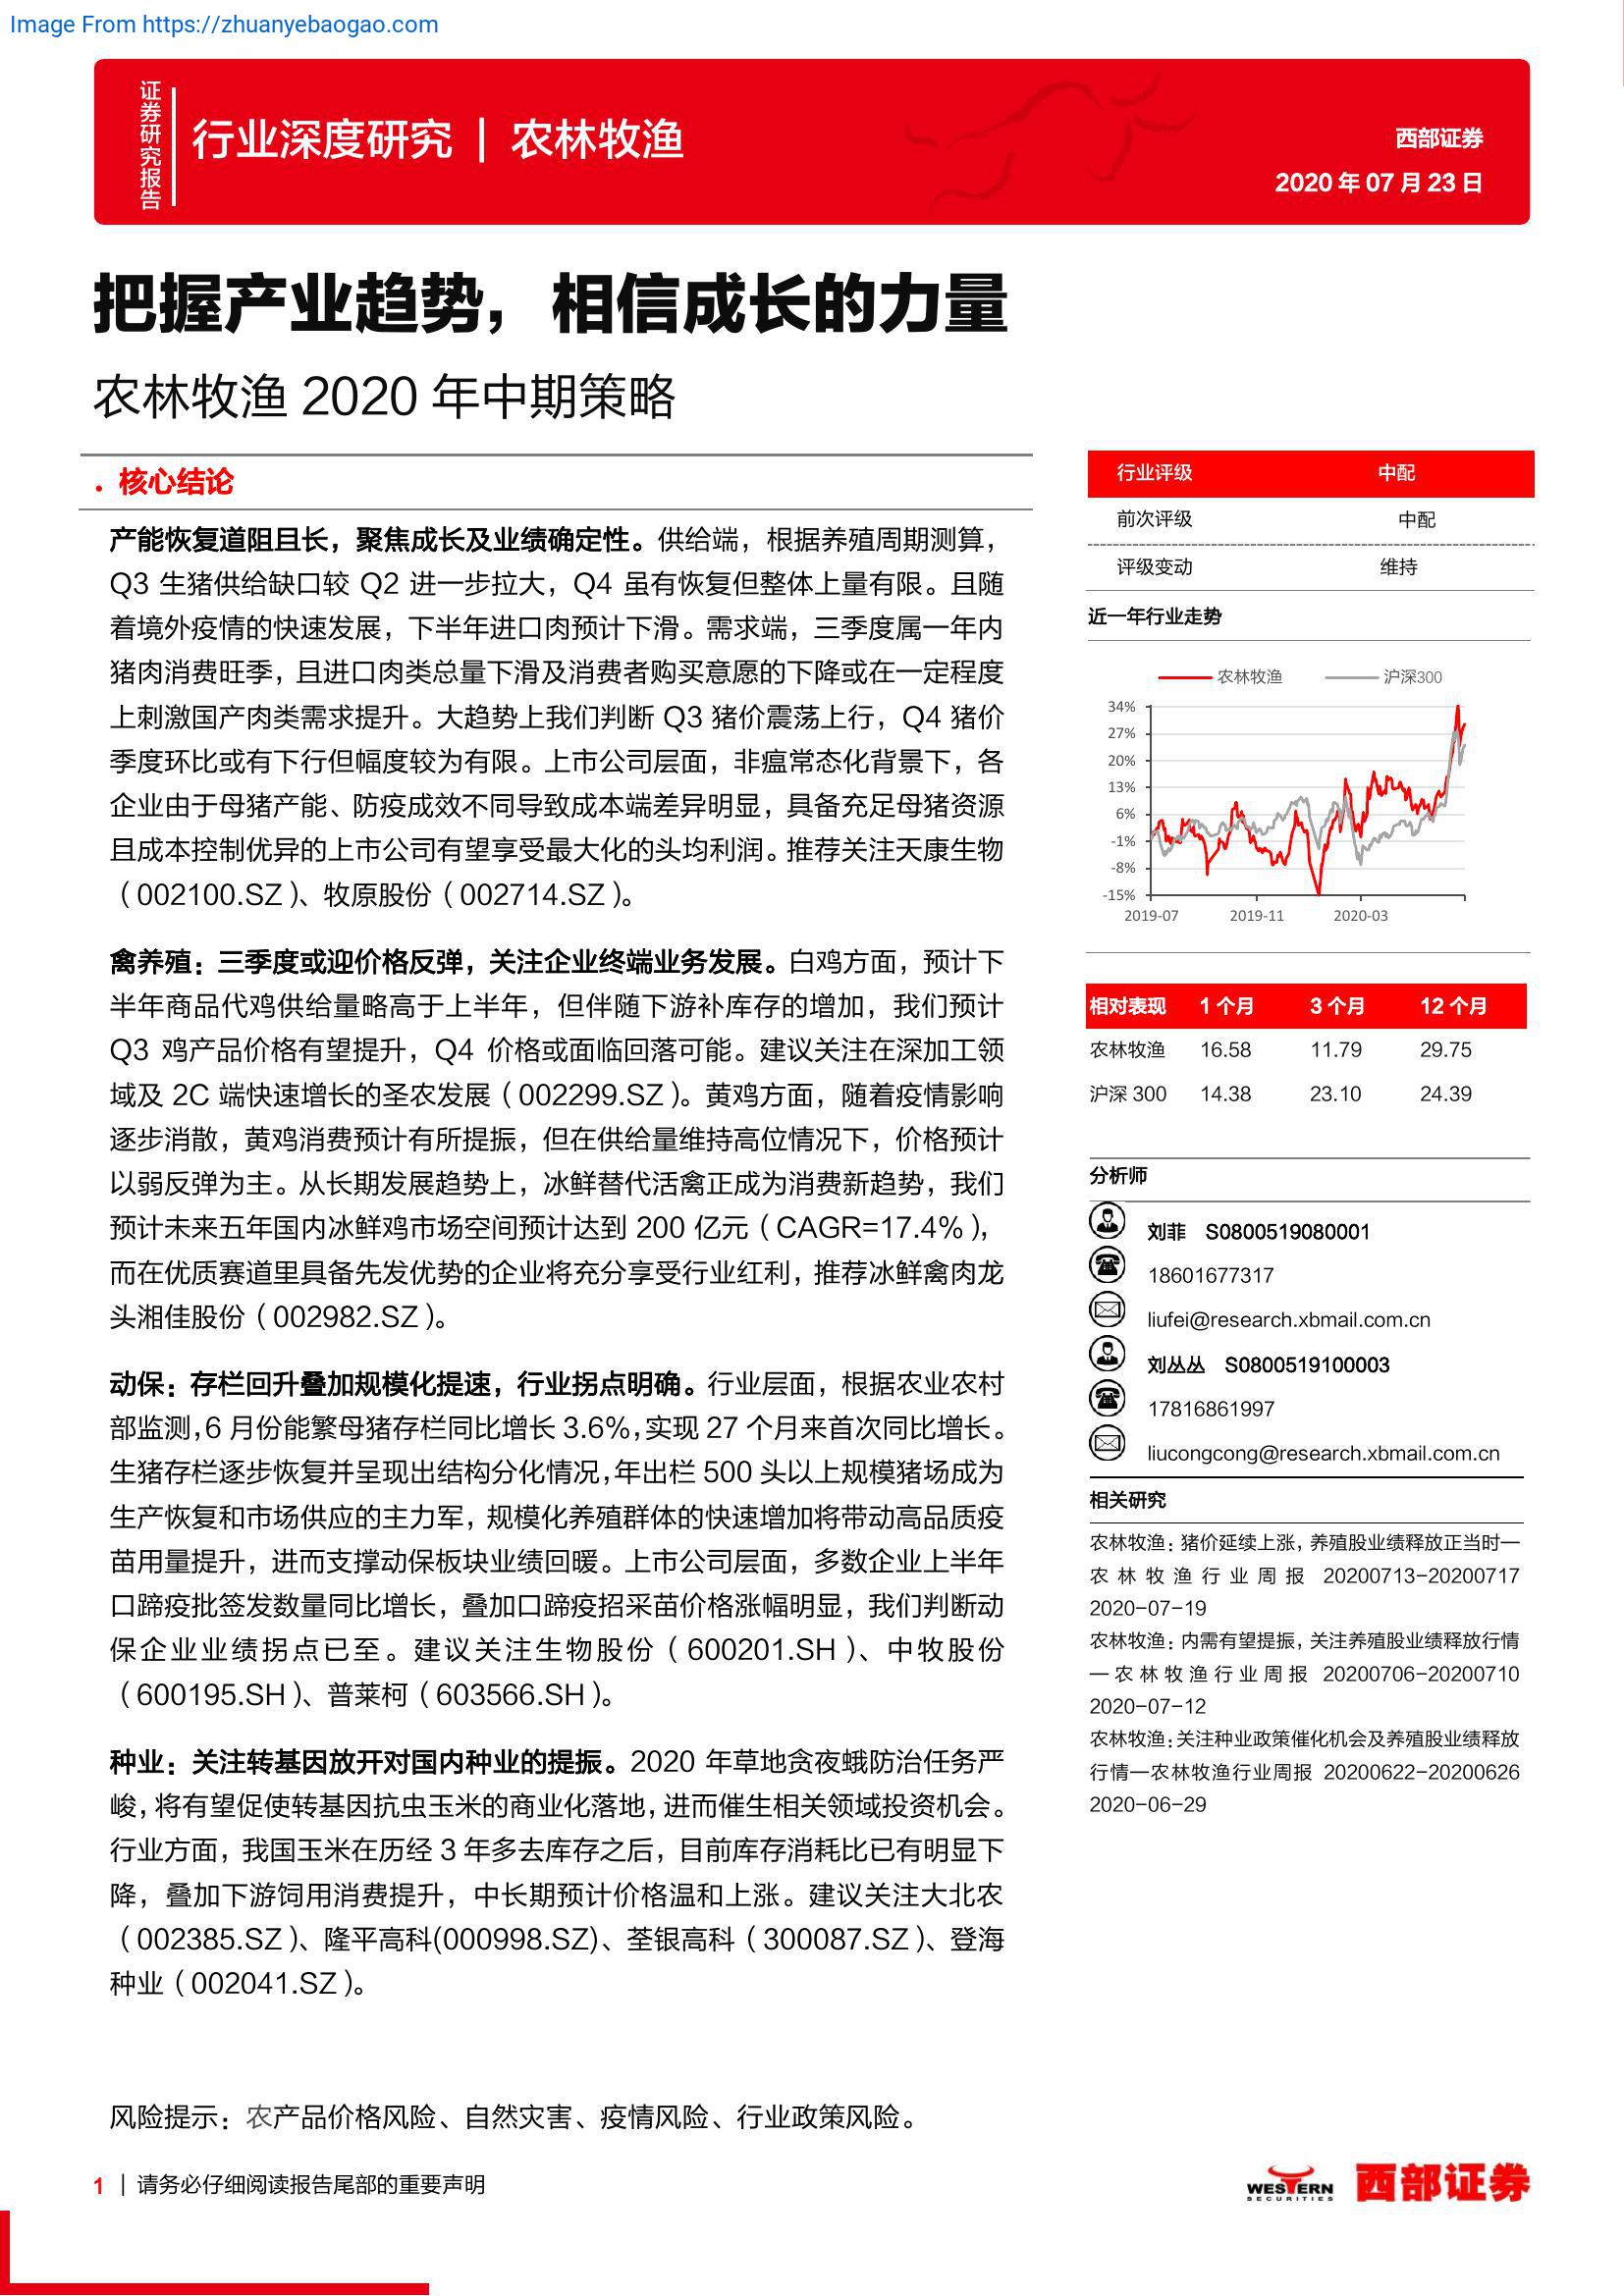 Image From https://zhuanyebaogao.com
证券研究报告
行业深度研究 | 农林牧渔
西部证券
2020 年 07 月 23 日
把握产业趋势，相信成长的力量
农林牧渔 2020 年中期策略
• 核心结论
产能恢复道阻且长，聚焦成长及业绩确定性。供给端，根据养殖周期测算，
Q3 生猪供给缺口较 Q2 进一步拉大，Q4 虽有恢复但整体上量有限。且随
着境外疫情的快速发展，下半年进口肉预计下滑。需求端，三季度属一年内
猪肉消费旺季，且进口肉类总量下滑及消费者购买意愿的下降或在一定程度
上刺激国产肉类需求提升。大趋势上我们判断 Q3 猪价震荡上行，Q4 猪价
季度环比或有下行但幅度较为有限。上市公司层面，非瘟常态化背景下，各
企业由于母猪产能、防疫成效不同导致成本端差异明显，具备充足母猪资源
且成本控制优异的上市公司有望享受最大化的头均利润。推荐关注天康生物
（002100.SZ）、牧原股份（002714.SZ）。
禽养殖：三季度或迎价格反弹，关注企业终端业务发展。白鸡方面，预计下
半年商品代鸡供给量略高于上半年，但伴随下游补库存的增加，我们预计
Q3 鸡产品价格有望提升，Q4 价格或面临回落可能。建议关注在深加工领
域及 2C 端快速增长的圣农发展（002299.SZ）。黄鸡方面，随着疫情影响
逐步消散，黄鸡消费预计有所提振，但在供给量维持高位情况下，价格预计
以弱反弹为主。从长期发展趋势上，冰鲜替代活禽正成为消费新趋势，我们
预计未来五年国内冰鲜鸡市场空间预计达到 200 亿元（CAGR=17.4%），
而在优质赛道里具备先发优势的企业将充分享受行业红利，推荐冰鲜禽肉龙
头湘佳股份（002982.SZ）。
动保：存栏回升叠加规模化提速，行业拐点明确。行业层面，根据农业农村
部监测，6 月份能繁母猪存栏同比增长 3.6%，实现 27 个月来首次同比增长。
生猪存栏逐步恢复并呈现出结构分化情况，年出栏 500 头以上规模猪场成为
生产恢复和市场供应的主力军，规模化养殖群体的快速增加将带动高品质疫
苗用量提升，进而支撑动保板块业绩回暖。上市公司层面，多数企业上半年
口蹄疫批签发数量同比增长，叠加口蹄疫招采苗价格涨幅明显，我们判断动
保企业业绩拐点已至。建议关注生物股份（600201.SH）、中牧股份
（600195.SH）、普莱柯（603566.SH）。
种业：关注转基因放开对国内种业的提振。2020 年草地贪夜蛾防治任务严
峻，将有望促使转基因抗虫玉米的商业化落地，进而催生相关领域投资机会。
行业方面，我国玉米在历经 3 年多去库存之后，目前库存消耗比已有明显下
降，叠加下游饲用消费提升，中长期预计价格温和上涨。建议关注大北农
（002385.SZ）、隆平高科(000998.SZ)、荃银高科（300087.SZ）、登海
种业（002041.SZ）。
风险提示：农产品价格风险、自然灾害、疫情风险、行业政策风险。
行业评级 中配
前次评级 中配
评级变动 维持
近一年行业走势
农林牧渔 沪深300
34%
27%
20%
13%
6%
-1%
-8%
-15%
2019-07 2019-11 2020-03
相对表现 1 个月 3 个月 12 个月
农林牧渔 16.58 11.79 29.75
沪深 300 14.38 23.10 24.39
分析师
刘菲 S0800519080001
18601677317
liufei@research.xbmail.com.cn
刘丛丛 S0800519100003
17816861997
liucongcong@research.xbmail.com.cn
相关研究
农林牧渔：猪价延续上涨，养殖股业绩释放正当时—
农林牧渔行业周报 20200713-20200717
2020-07-19
农林牧渔：内需有望提振，关注养殖股业绩释放行情
—农林牧渔行业周报 20200706-20200710
2020-07-12
农林牧渔：关注种业政策催化机会及养殖股业绩释放
行情—农林牧渔行业周报 20200622-20200626
2020-06-29
1 | 请务必仔细阅读报告尾部的重要声明
WESTERN
SECURITIES
西部证券